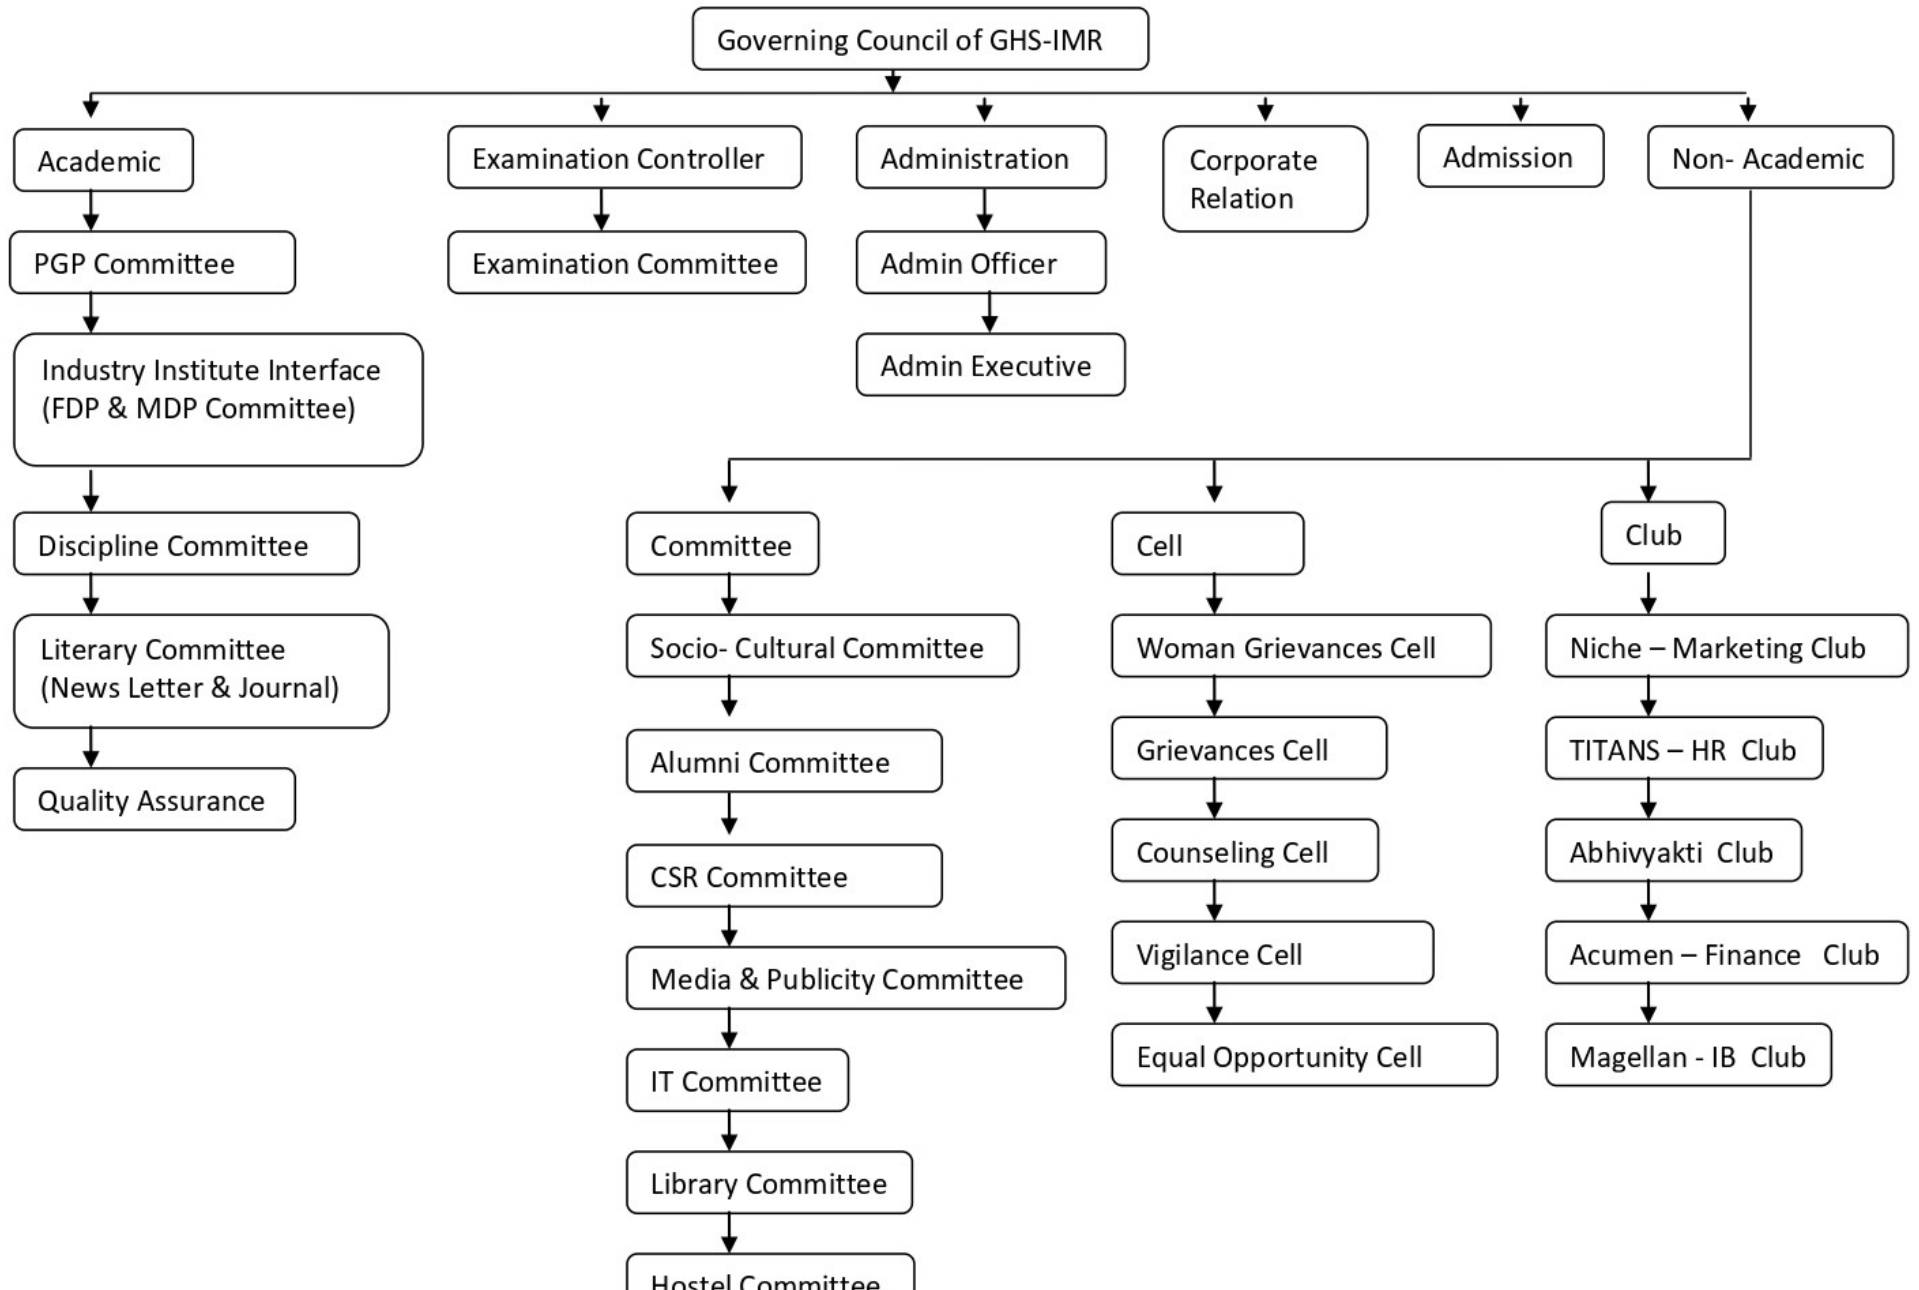 Governing Council of GHS-IMR
Academic
Examination Controller
Administration
Corporate
Relation
Admission
Non- Academic
PGP Committee
Examination Committee
Admin Officer
Industry Institute Interface
(FDP & MDP Committee)
Admin Executive
Discipline Committee
Committee
Cell
Club
Literary Committee
(News Letter & Journal)
Socio- Cultural Committee
Woman Grievances Cell
Niche – Marketing Club
Quality Assurance
Alumni Committee
Grievances Cell
TITANS – HR  Club
CSR Committee
Counseling Cell
Abhivyakti  Club
Media & Publicity Committee
Vigilance Cell
Acumen – Finance   Club
IT Committee
Equal Opportunity Cell
Magellan - IB  Club
Library Committee
Hostel Committee